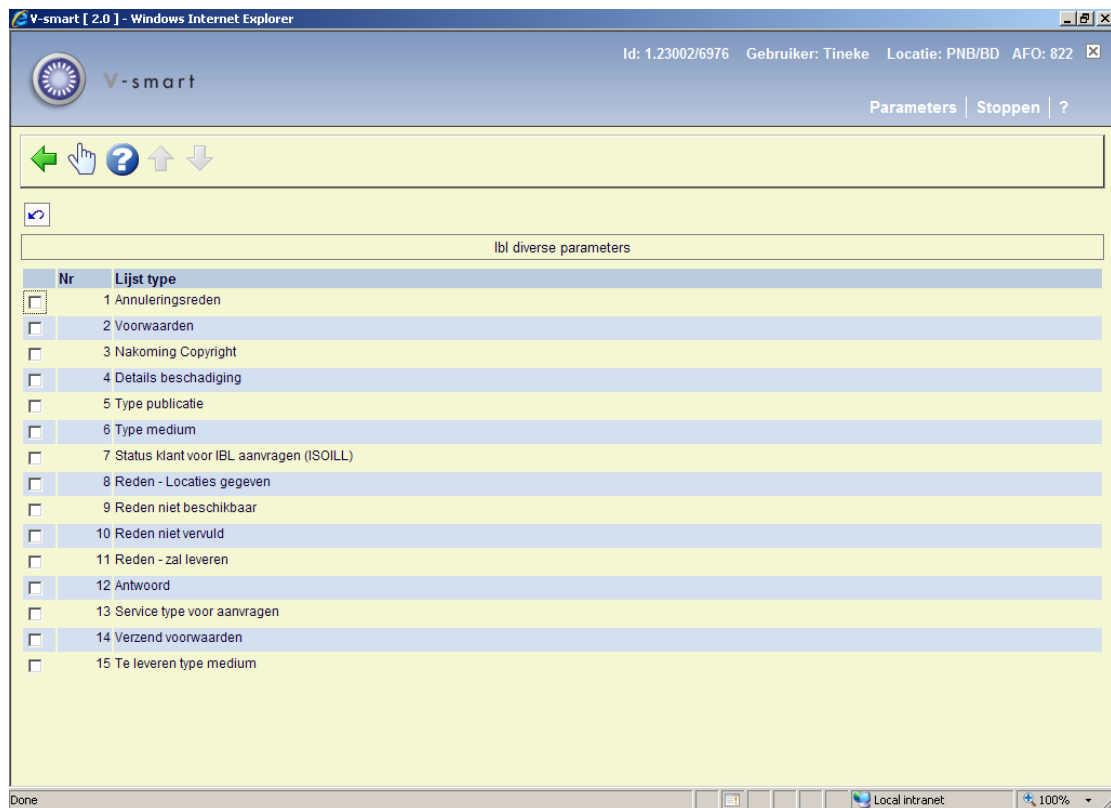 V-smart [ 2.0 ] - Windows Internet Explorer
Id: 1.23002/6976 Gebruiker: Tineke Locatie: PNB/BD AFO: 822
V-smart
Parameters | Stoppen | ?
Ibl diverse parameters
Nr Lijst type
1 Annuleringsreden
2 Voorwaarden
3 Nakoming Copyright
4 Details beschadiging
5 Type publicatie
6 Type medium
7 Status klant voor IBL aanvragen (ISOILL)
8 Reden - Locaties gegeven
9 Reden niet beschikbaar
10 Reden niet vervuld
11 Reden - zal leveren
12 Antwoord
13 Service type voor aanvragen
14 Verzend voorwaarden
15 Te leveren type medium
Done Local intranet 100%